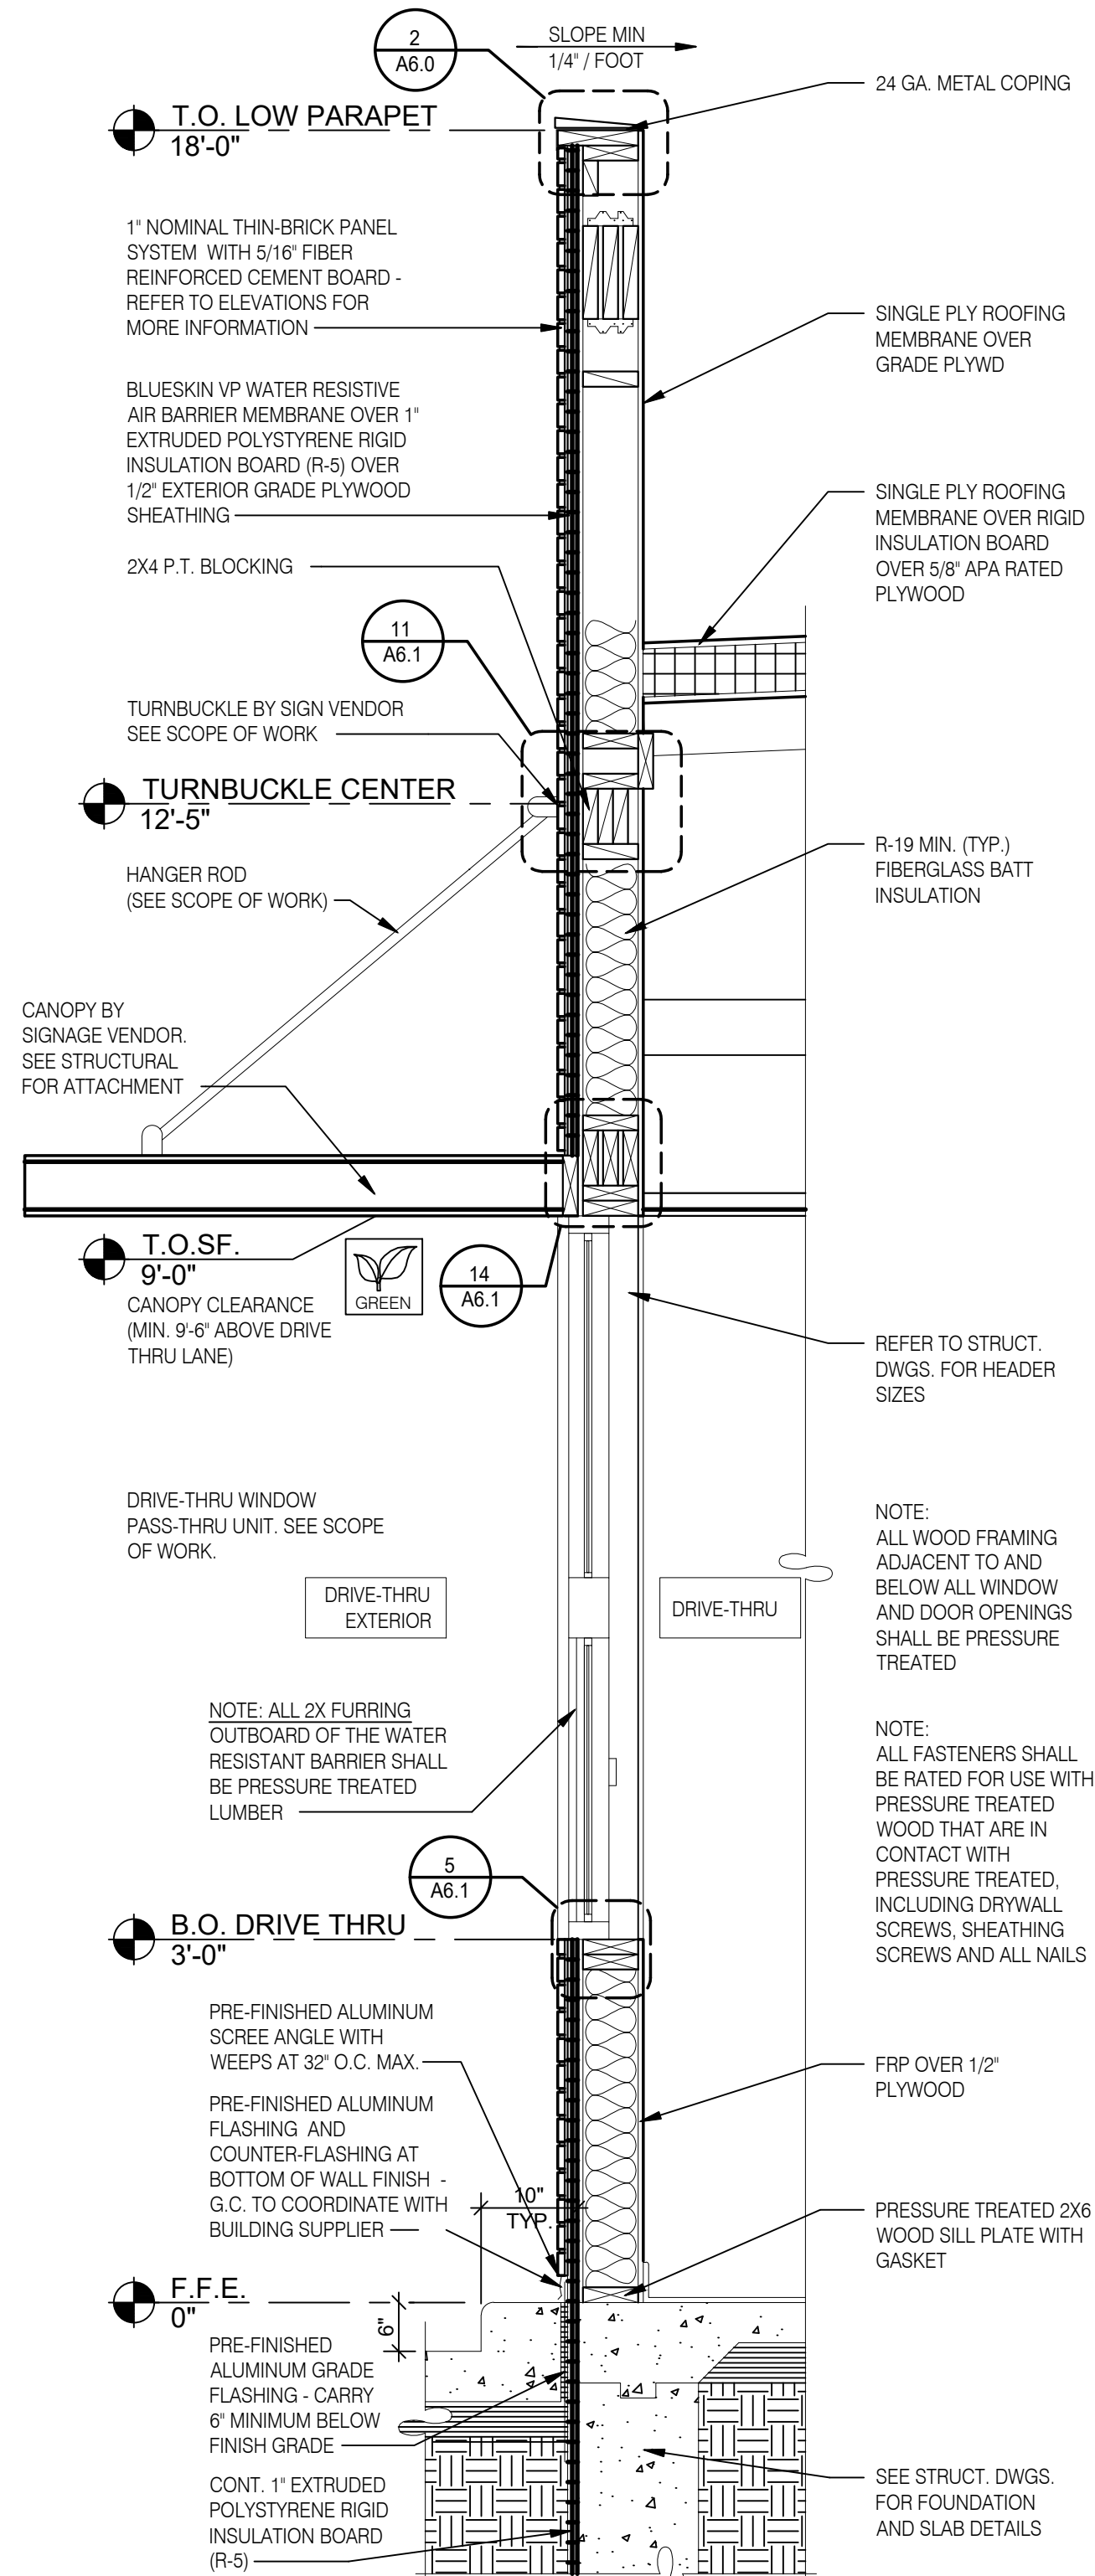 2
A6.0
SLOPE MIN
1/4" / FOOT
24 GA. METAL COPING
T.O. LOW PARAPET
18'-0"
1" NOMINAL THIN-BRICK PANEL
SYSTEM WITH 5/16" FIBER
REINFORCED CEMENT BOARD -
REFER TO ELEVATIONS FOR
MORE INFORMATION
SINGLE PLY ROOFING
MEMBRANE OVER
GRADE PLYWD
BLUESKIN VP WATER RESISTIVE
AIR BARRIER MEMBRANE OVER 1"
EXTRUDED POLYSTYRENE RIGID
INSULATION BOARD (R-5) OVER
1/2" EXTERIOR GRADE PLYWOOD
SHEATHING
SINGLE PLY ROOFING
MEMBRANE OVER RIGID
INSULATION BOARD
OVER 5/8" APA RATED
PLYWOOD
2X4 P.T. BLOCKING
11
A6.1
TURNBUCKLE BY SIGN VENDOR
SEE SCOPE OF WORK
TURNBUCKLE CENTER
12'-5"
HANGER ROD
(SEE SCOPE OF WORK)
R-19 MIN. (TYP.)
FIBERGLASS BATT
INSULATION
CANOPY BY
SIGNAGE VENDOR.
SEE STRUCTURAL
FOR ATTACHMENT
T.O.SF.
9'-0"
CANOPY CLEARANCE
(MIN. 9'-6" ABOVE DRIVE
THRU LANE)
GREEN
14
A6.1
REFER TO STRUCT.
DWGS. FOR HEADER
SIZES
DRIVE-THRU WINDOW
PASS-THRU UNIT. SEE SCOPE
OF WORK.
DRIVE-THRU
EXTERIOR
DRIVE-THRU
NOTE:
ALL WOOD FRAMING
ADJACENT TO AND
BELOW ALL WINDOW
AND DOOR OPENINGS
SHALL BE PRESSURE
TREATED
NOTE: ALL 2X FURRING
OUTBOARD OF THE WATER
RESISTANT BARRIER SHALL
BE PRESSURE TREATED
LUMBER
NOTE:
ALL FASTENERS SHALL
BE RATED FOR USE WITH
PRESSURE TREATED
WOOD THAT ARE IN
CONTACT WITH
PRESSURE TREATED,
INCLUDING DRYWALL
SCREWS, SHEATHING
SCREWS AND ALL NAILS
5
A6.1
B.O. DRIVE THRU
3'-0"
PRE-FINISHED ALUMINUM
SCREE ANGLE WITH
WEEPS AT 32" O.C. MAX.
FRP OVER 1/2"
PLYWOOD
PRE-FINISHED ALUMINUM
FLASHING AND
COUNTER-FLASHING AT
BOTTOM OF WALL FINISH -
G.C. TO COORDINATE WITH
BUILDING SUPPLIER
10"
TYP.
PRESSURE TREATED 2X6
WOOD SILL PLATE WITH
GASKET
F.F.E.
0"
6"
PRE-FINISHED
ALUMINUM GRADE
FLASHING - CARRY
6" MINIMUM BELOW
FINISH GRADE
CONT. 1" EXTRUDED
POLYSTYRENE RIGID
INSULATION BOARD
(R-5)
SEE STRUCT. DWGS.
FOR FOUNDATION
AND SLAB DETAILS